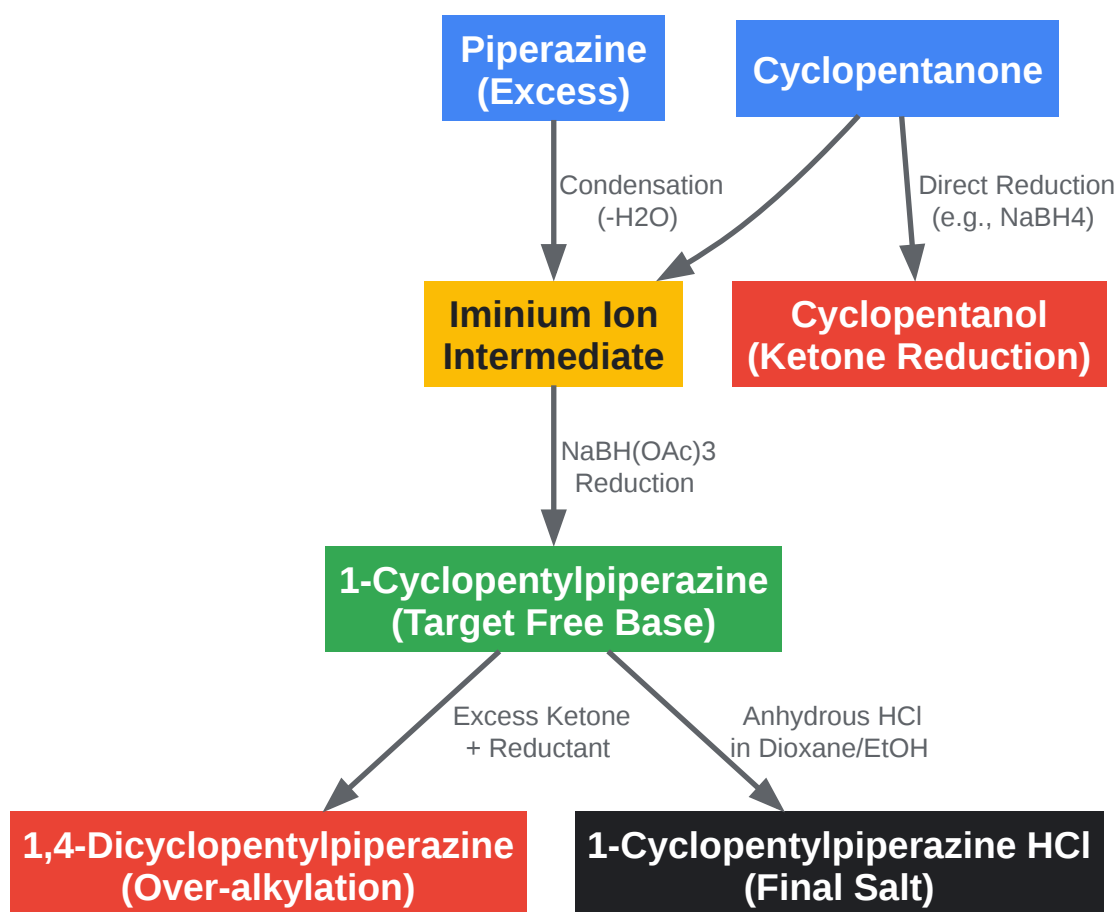 Piperazine
(Excess)
Cyclopentanone
Condensation
(-H2O)
Direct Reduction
(e.g., NaBH4)
Iminium Ion
Intermediate
Cyclopentanol
(Ketone Reduction)
NaBH(OAc)3
Reduction
1-Cyclopentylpiperazine
(Target Free Base)
Excess Ketone
+ Reductant
Anhydrous HCl
in Dioxane/EtOH
1,4-Dicyclopentylpiperazine
(Over-alkylation)
1-Cyclopentylpiperazine HCl
(Final Salt)